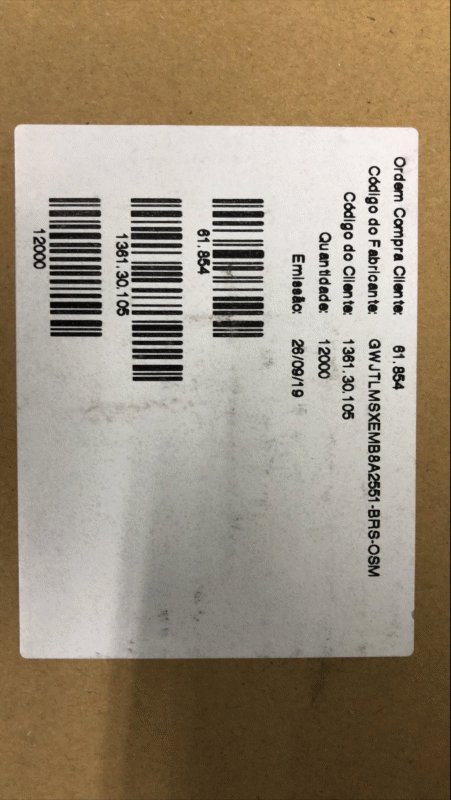 Ordem Compra Cliente: 61.854
Código do Fabricante: GWJTLMSXEMB8A2551-BRS-OSM
Código do Cliente: 1361.30.105
Quantidade: 12000
Emissão: 26/09/19
61.854
1361.30.105
12000